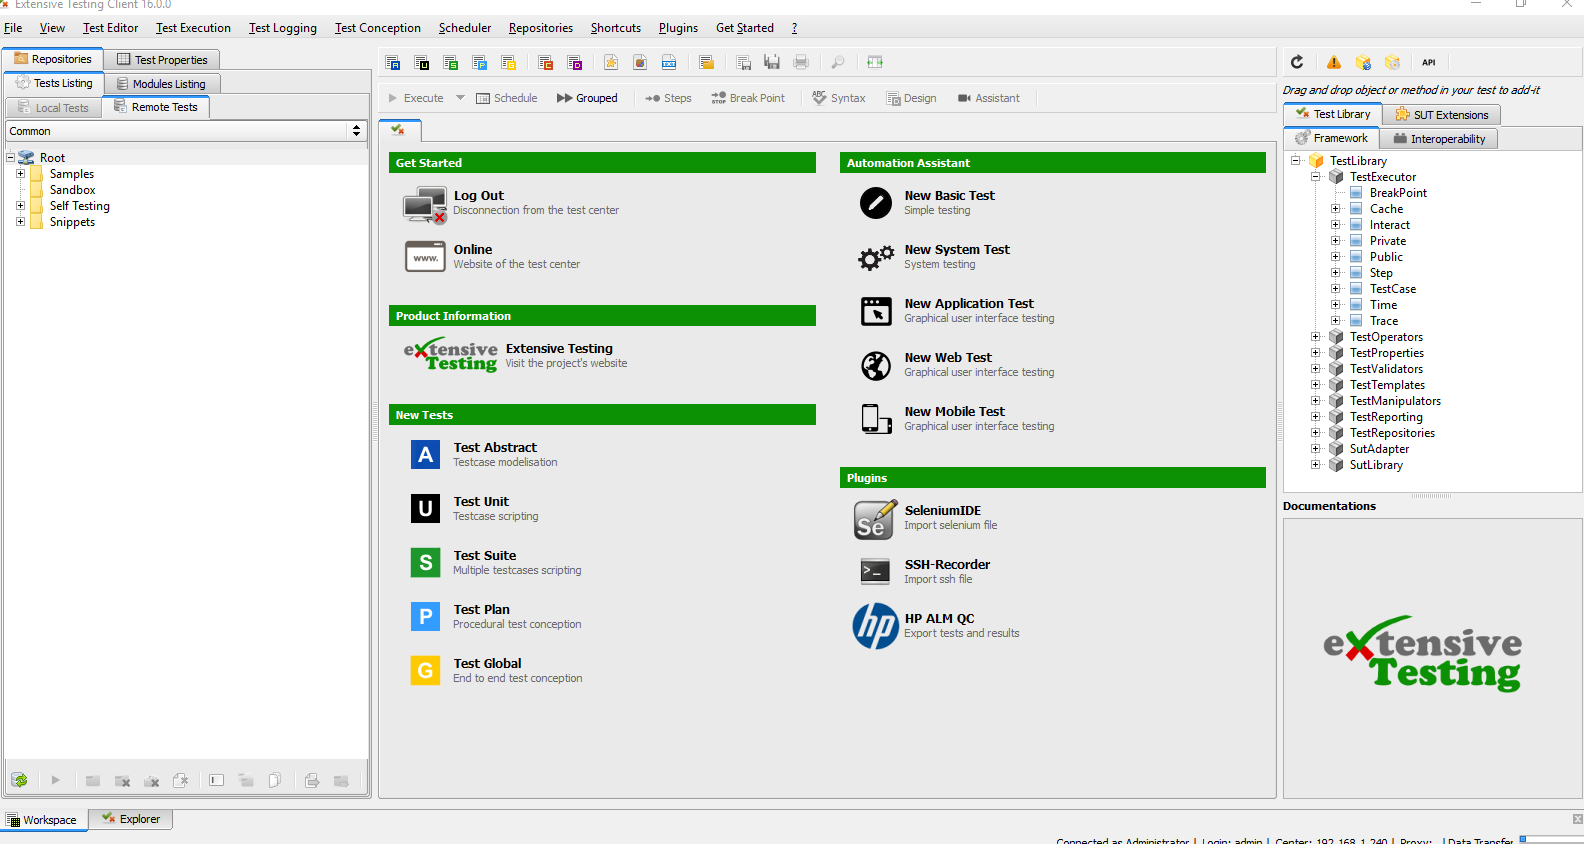 Extensive Testing Client 16.0.0
File View Test Editor Test Execution Test Logging Test Conception Scheduler Repositories Shortcuts Plugins Get Started ?
Repositories Test Properties
Tests Listing Modules Listing
Local Tests Remote Tests
Common
Root
Samples
Sandbox
Self Testing
Snippets
Execute Schedule Grouped Steps Break Point Syntax Design Assistant
Get Started
Log Out
Disconnection from the test center
www.
Online
Website of the test center
Product Information
extensive Testing
Extensive Testing
Visit the project's website
New Tests
A
Test Abstract
Testcase modelisation
U
Test Unit
Testcase scripting
S
Test Suite
Multiple testcases scripting
P
Test Plan
Procedural test conception
G
Test Global
End to end test conception
Automation Assistant
New Basic Test
Simple testing
New System Test
System testing
New Application Test
Graphical user interface testing
New Web Test
Graphical user interface testing
New Mobile Test
Graphical user interface testing
Plugins
Se
SeleniumIDE
Import selenium file
SSH-Recorder
Import ssh file
hp
HP ALM QC
Export tests and results
API
Drag and drop object or method in your test to add-it
Test Library SUT Extensions
Framework Interoperability
TestLibrary
TestExecutor
BreakPoint
Cache
Interact
Private
Public
Step
TestCase
Time
Trace
TestOperators
TestProperties
TestValidators
TestTemplates
TestManipulators
TestReporting
TestRepositories
SutAdapter
SutLibrary
Documentations
extensive
Testing
Workspace Explorer
Connected as Administrator | Login: admin | Center: 192.168.1.240 | Proxy: | Data Transfer